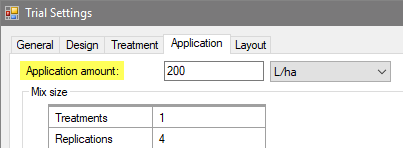 Trial Settings
General Design Treatment Application Layout
Application amount: 200 L/ha
Mix size
Treatments 1
Replications 4